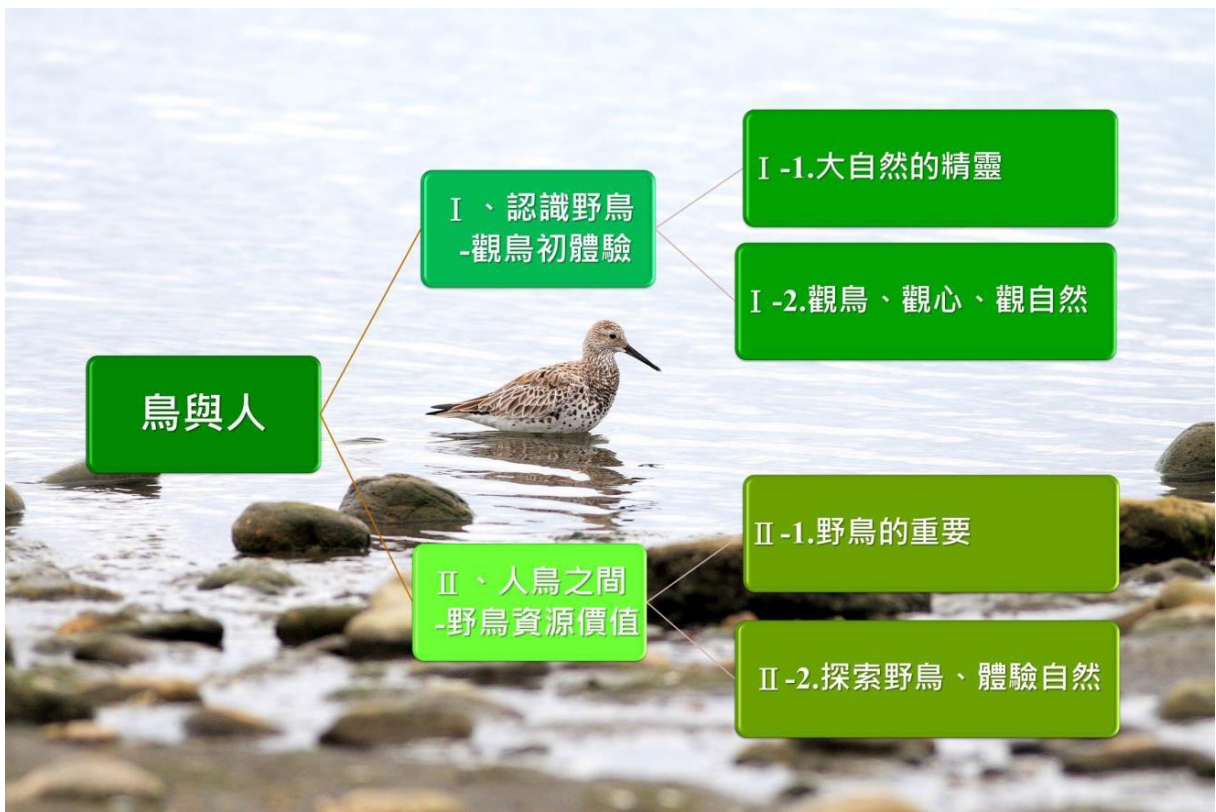 鳥與人
Ⅰ、認識野鳥
-觀鳥初體驗
Ⅰ-1.大自然的精靈
Ⅰ-2.觀鳥、觀心、觀自然
Ⅱ、人鳥之間
-野鳥資源價值
Ⅱ-1.野鳥的重要
Ⅱ-2.探索野鳥、體驗自然